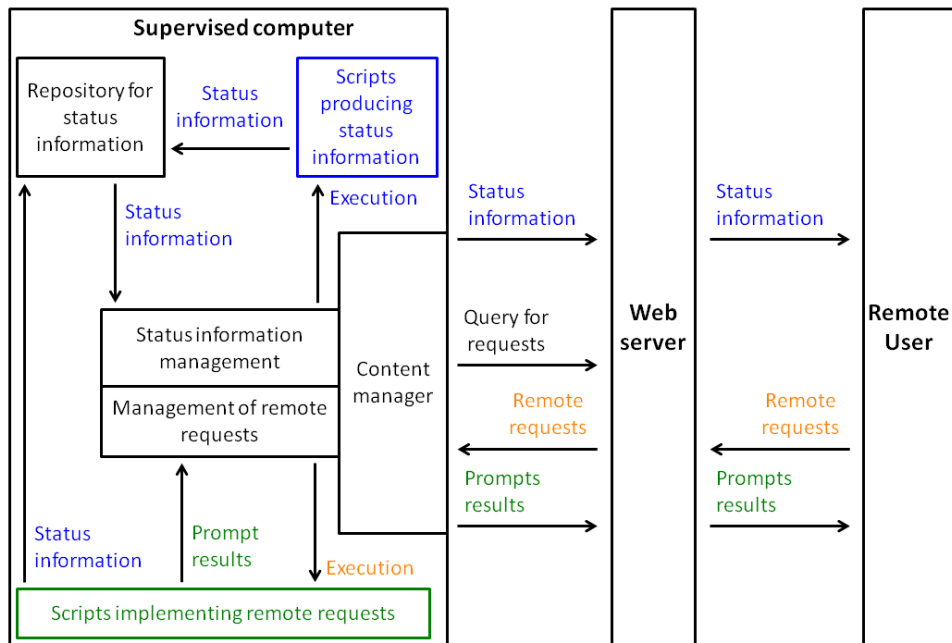 Supervised computer
Repository for
status
information
Status
information
Scripts
producing
status
information
Execution
Status
information
Status information
management
Management of remote
requests
Content
manager
Status
information
Prompt
results
Execution
Scripts implementing remote requests
Status
information
Query for
requests
Remote
requests
Prompts
results
Web
server
Status
information
Remote
requests
Prompts
results
Remote
User